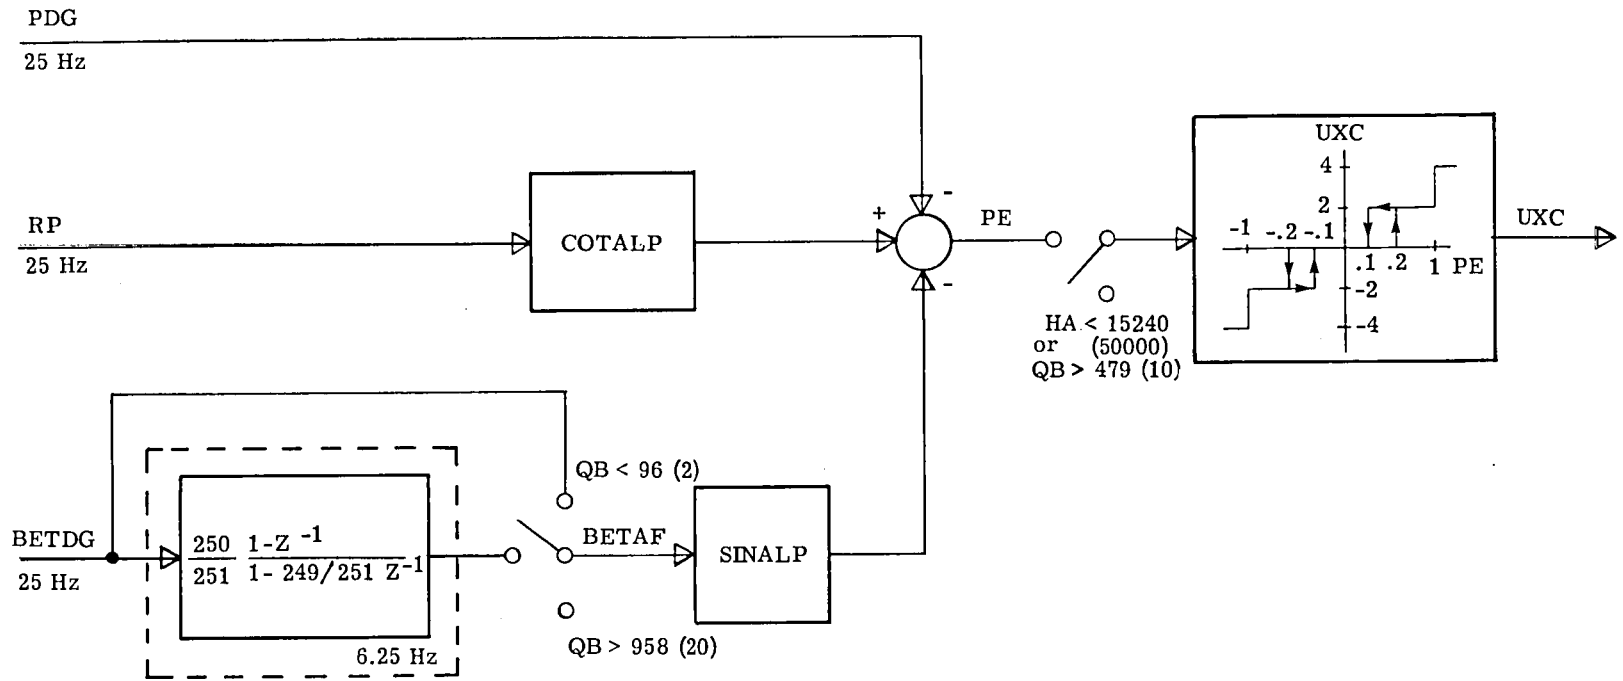 PDG
25 Hz
RP
25 Hz
COTALP
+
-
-
PE
HA < 15240
or (50000)
QB > 479 (10)
UXC
4
2
-1 -.2 -.1
.1 .2 1 PE
-2
-4
UXC
BETDG
25 Hz
250 1-Z -1
251 1- 249/251 Z-1
6.25 Hz
QB < 96 (2)
BETAF
QB > 958 (20)
SINALP